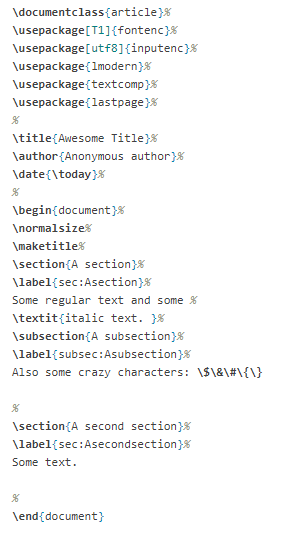 \documentclass{article}%
\usepackage[T1]{fontenc}%
\usepackage[utf8]{inputenc}%
\usepackage{lmodern}%
\usepackage{textcomp}%
\usepackage{lastpage}%
%
\title{Awesome Title}%
\author{Anonymous author}%
\date{\today}%
%
\begin{document}%
\normalsize%
\maketitle%
\section{A section}%
\label{sec:Asection}%
Some regular text and some %
\textit{italic text. }%
\subsection{A subsection}%
\label{subsec:Asubsection}%
Also some crazy characters: \$\&\#\{\}

%
\section{A second section}%
\label{sec:Asecondsection}%
Some text.

%
\end{document}